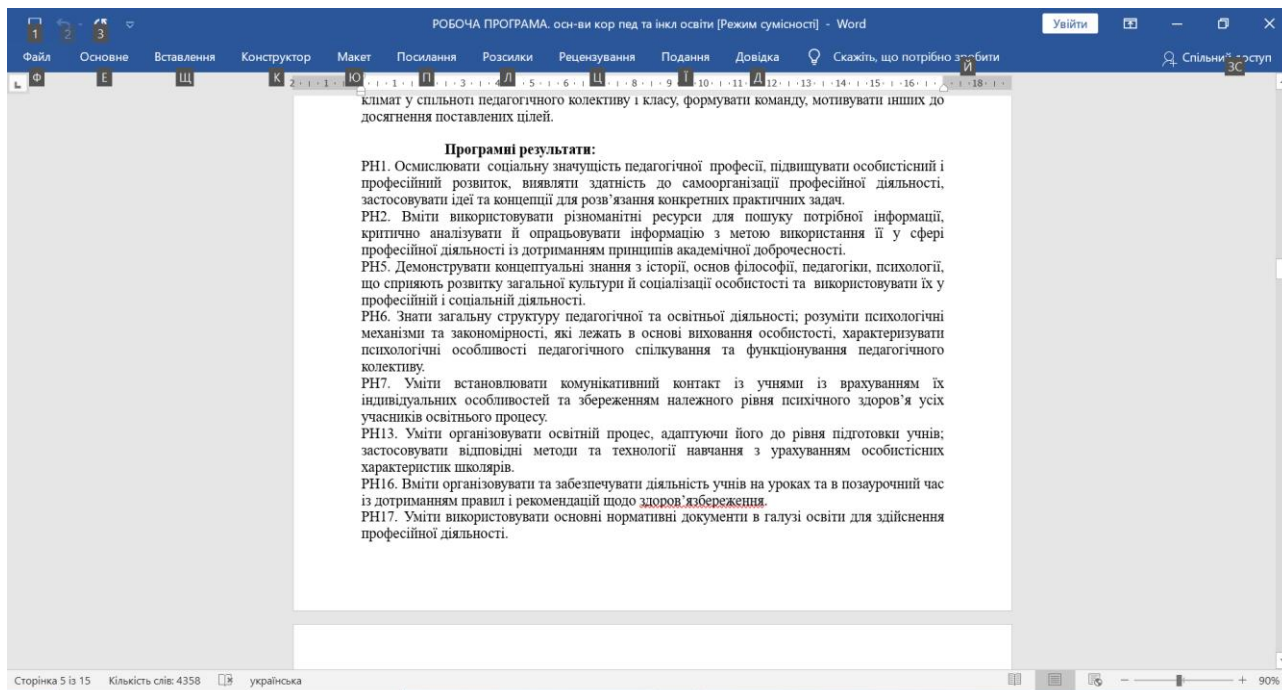 РОБОЧА ПРОГРАМА. осн-ви кор пед та інкл освіти [Режим сумісності] - Word
Увійти
1 2 3
Файл Основне Вставлення Конструктор Макет Посилання Розсилки Рецензування Подання Довідка Скажіть, що потрібно зробити Спільний доступ
Ф Е Щ К Ю П Л Ц Ї Д Й ЗС
клімат у спільноті педагогічного колективу і класу, формувати команду, мотивувати інших до
досягнення поставлених цілей.
Програмні результати:
РН1. Осмислювати соціальну значущість педагогічної професії, підвищувати особистісний і
професійний розвиток, виявляти здатність до самоорганізації професійної діяльності,
застосовувати ідеї та концепції для розв’язання конкретних практичних задач.
РН2. Вміти використовувати різноманітні ресурси для пошуку потрібної інформації,
критично аналізувати й опрацьовувати інформацію з метою використання її у сфері
професійної діяльності із дотриманням принципів академічної доброчесності.
РН5. Демонструвати концептуальні знання з історії, основ філософії, педагогіки, психології,
що сприяють розвитку загальної культури й соціалізації особистості та використовувати їх у
професійній і соціальній діяльності.
РН6. Знати загальну структуру педагогічної та освітньої діяльності; розуміти психологічні
механізми та закономірності, які лежать в основі виховання особистості, характеризувати
психологічні особливості педагогічного спілкування та функціонування педагогічного
колективу.
РН7. Уміти встановлювати комунікативний контакт із учнями із врахуванням їх
індивідуальних особливостей та збереженням належного рівня психічного здоров’я усіх
учасників освітнього процесу.
РН13. Уміти організовувати освітній процес, адаптуючи його до рівня підготовки учнів;
застосовувати відповідні методи та технології навчання з урахуванням особистісних
характеристик школярів.
РН16. Вміти організовувати та забезпечувати діяльність учнів на уроках та в позаурочний час
із дотриманням правил і рекомендацій щодо здоров’язбереження.
РН17. Уміти використовувати основні нормативні документи в галузі освіти для здійснення
професійної діяльності.
Сторінка 5 із 15 Кількість слів: 4358 українська 90%